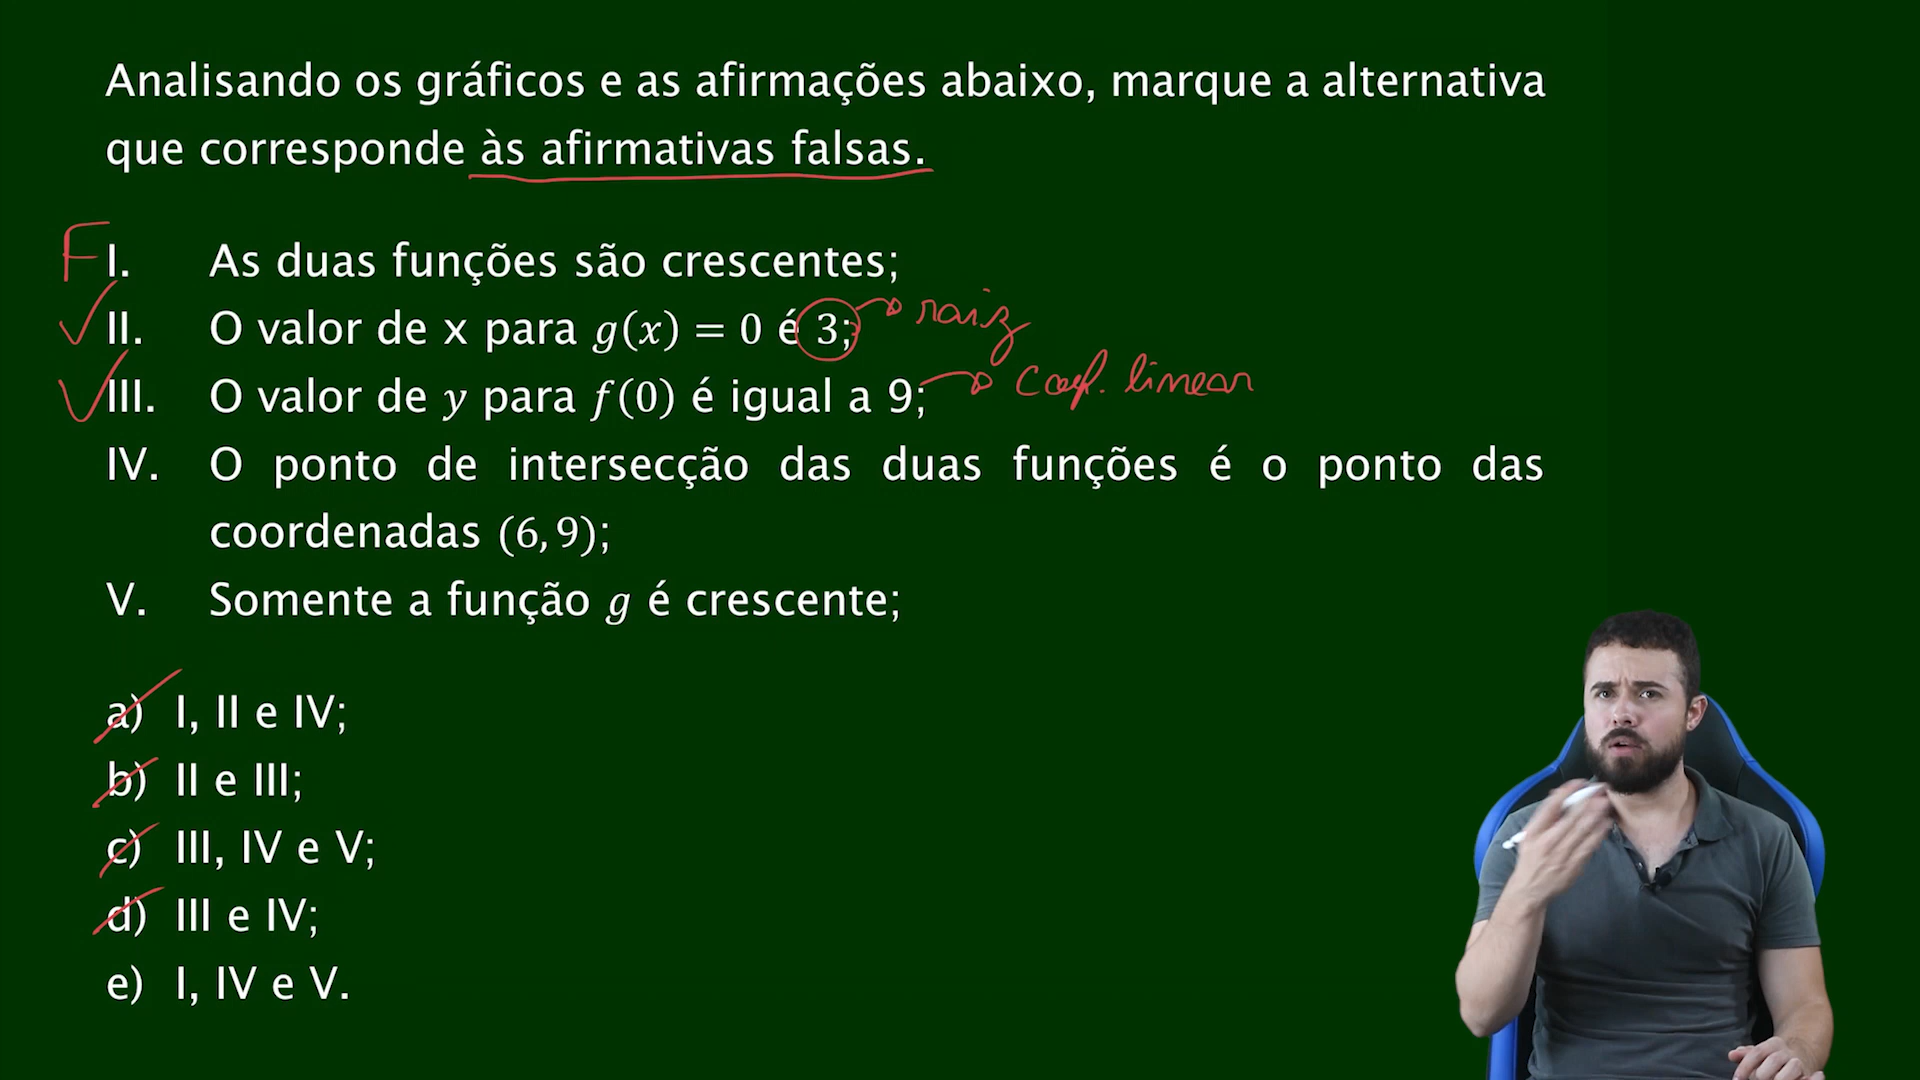 Analisando os gráficos e as afirmações abaixo, marque a alternativa
que corresponde às afirmativas falsas.
F I. As duas funções são crescentes;
II. O valor de x para g(x) = 0 é 3; raiz
III. O valor de y para f(0) é igual a 9; coef. linear
IV. O ponto de intersecção das duas funções é o ponto das
coordenadas (6, 9);
V. Somente a função g é crescente;
a) I, II e IV;
b) II e III;
c) III, IV e V;
d) III e IV;
e) I, IV e V.